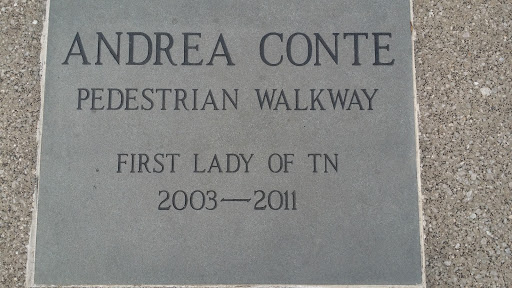 ANDREA CONTE
PEDESTRIAN WALKWAY
FIRST LADY OF TN
2003—2011